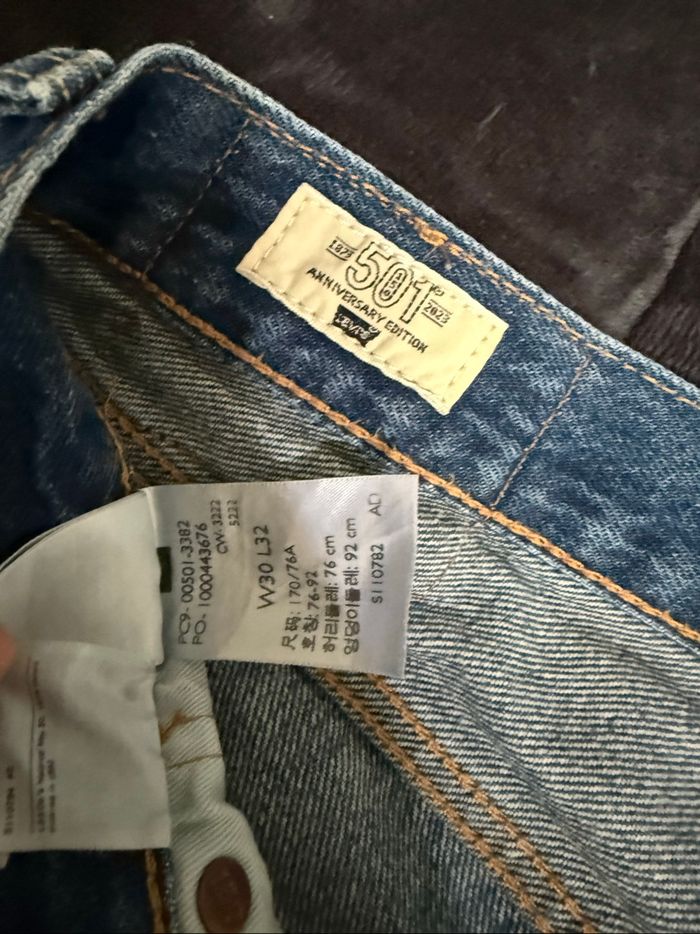 1873 501® 2023
150
ANNIVERSARY EDITION
LEVI'S
PC9- 00501-3382
PO. 1000443676
CW: 3222
5222
W30 L32
尺码: 170/76A
호칭: 76-92
허리둘레: 76 cm
엉덩이둘레: 92 cm
S110782 AD